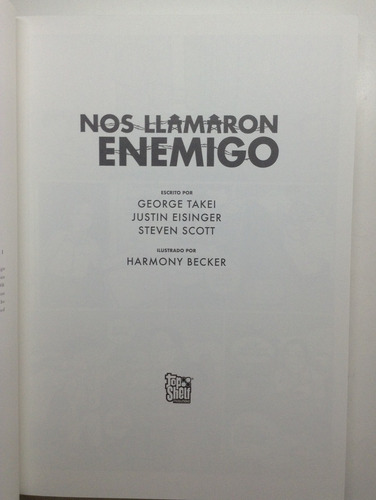 NOS LLAMARON
ENEMIGO
ESCRITO POR
GEORGE TAKEI
JUSTIN EISINGER
STEVEN SCOTT
ILUSTRADO POR
HARMONY BECKER
Top
Shelf